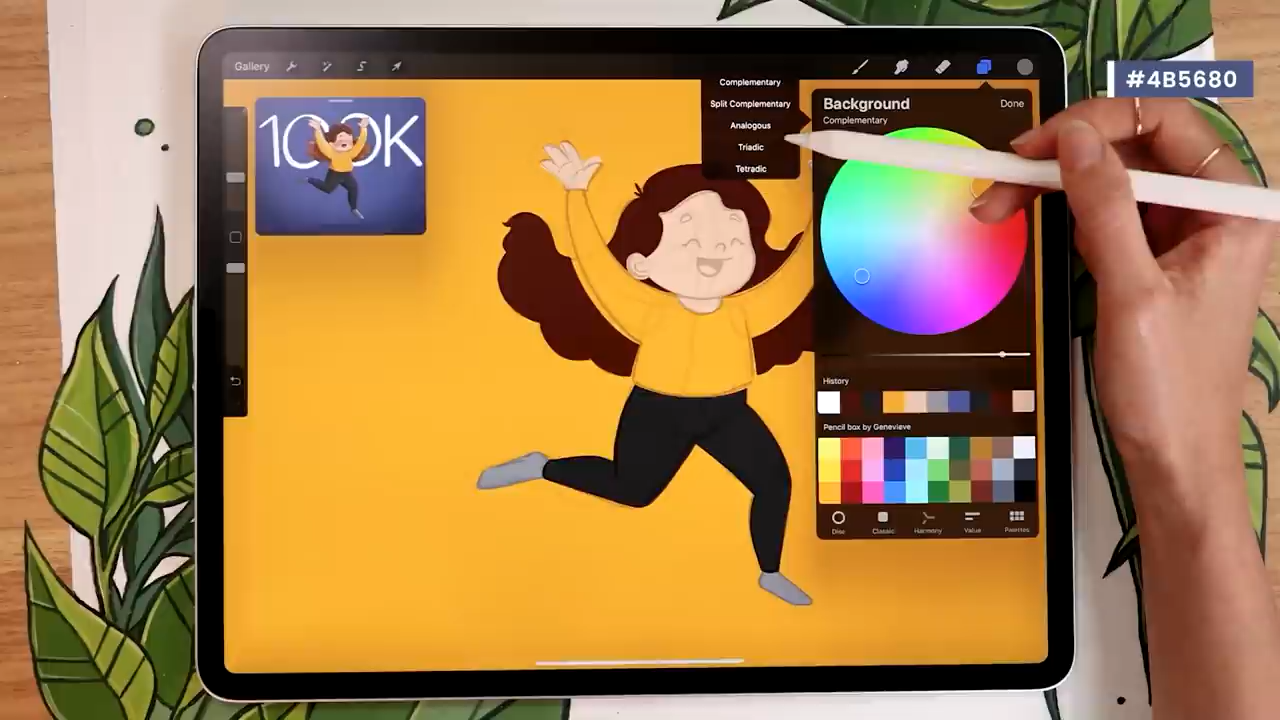 Gallery
100K
Complementary
Split Complementary
Analogous
Triadic
Tetradic
Background
Done
Complementary
#4B5680
History
Pencil box by Genevieve
Disc
Classic
Harmony
Value
Palettes